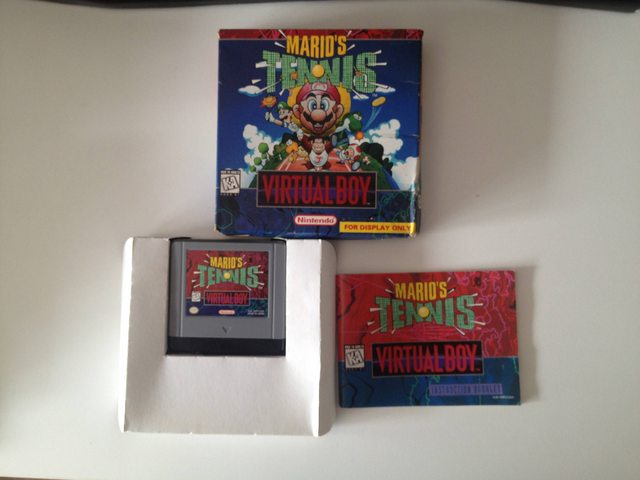 MARIO'S
TENNIS
K-A
VIRTUAL BOY
Nintendo
FOR DISPLAY ONLY
MARIO'S
TENNIS
VIRTUAL BOY
MARIO'S
TENNIS
K-A
VIRTUAL BOY
INSTRUCTION BOOKLET